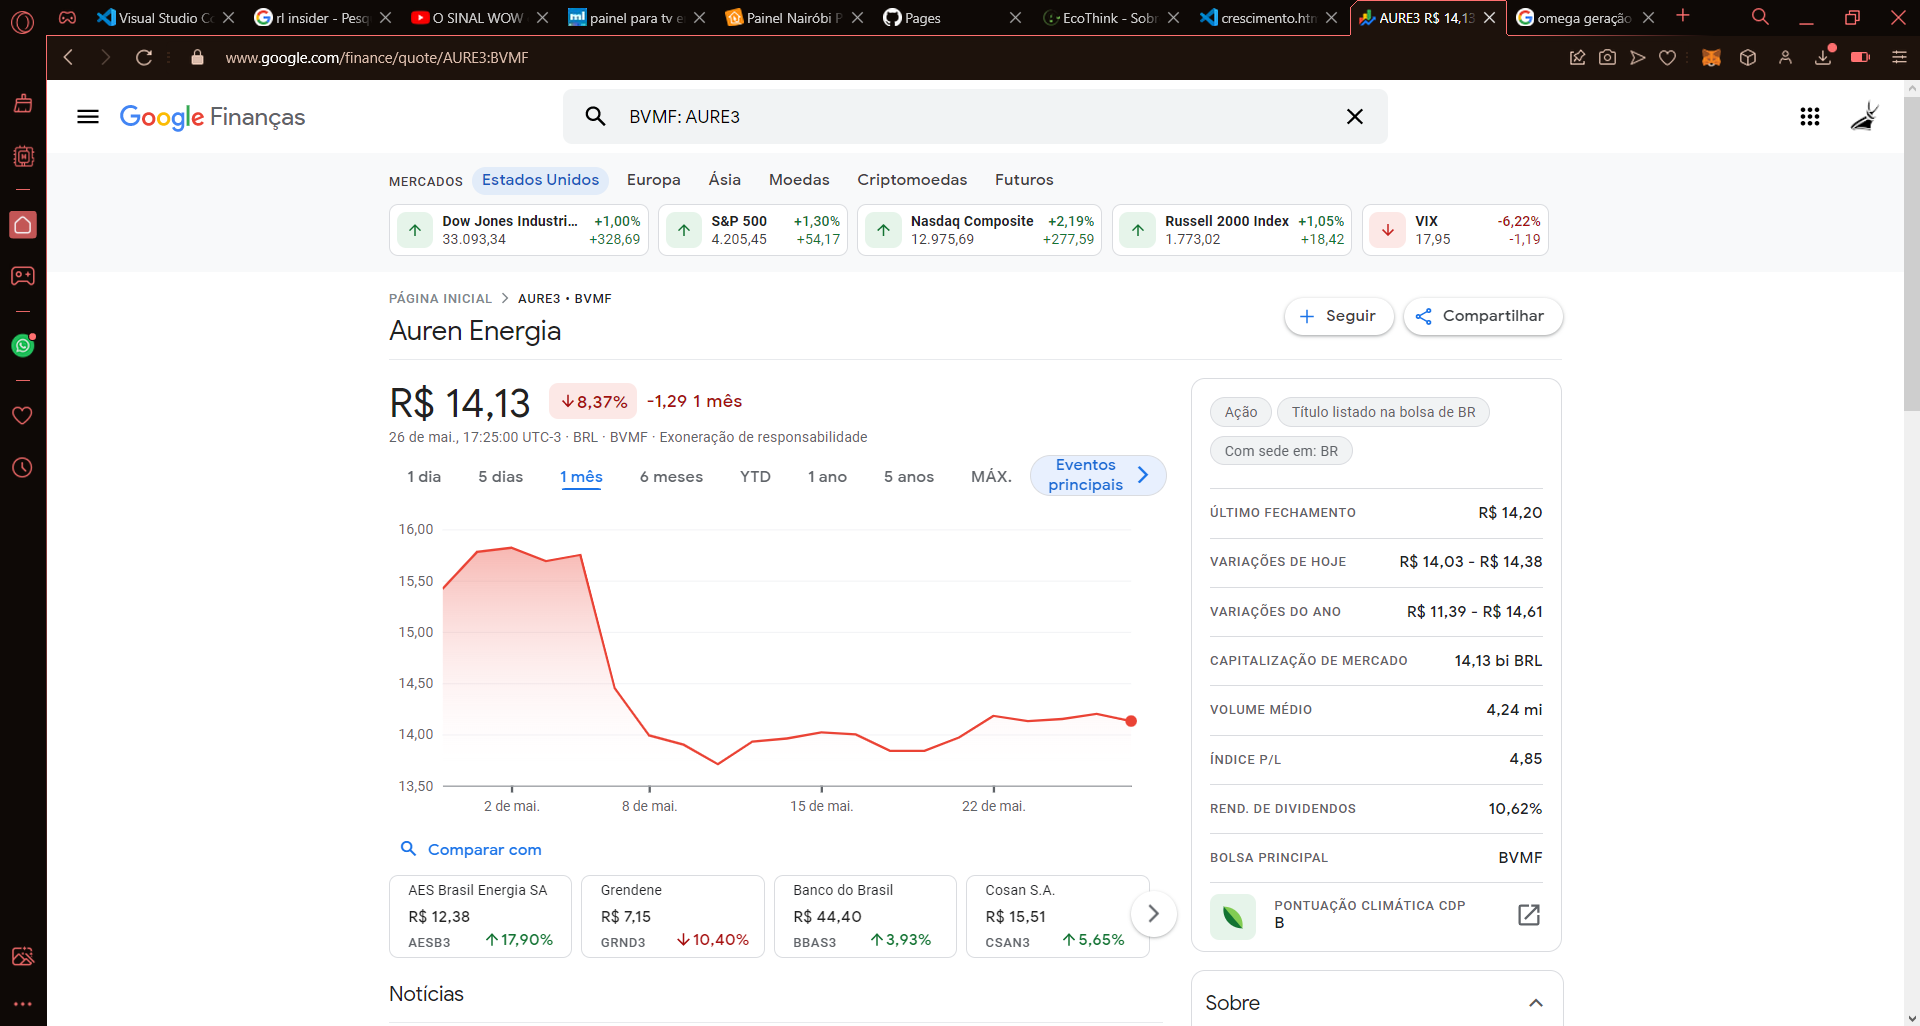 Visual Studio Co
rl insider - Pesq
O SINAL WOW
ml painel para tv e
Painel Nairóbi P
Pages
EcoThink - Sobr
crescimento.htm
AURE3 R$ 14,13
omega geração
www.google.com/finance/quote/AURE3:BVMF
Google Finanças
BVMF: AURE3
MERCADOS
Estados Unidos
Europa
Ásia
Moedas
Criptomoedas
Futuros
Dow Jones Industri... +1,00%
33.093,34 +328,69
S&P 500 +1,30%
4.205,45 +54,17
Nasdaq Composite +2,19%
12.975,69 +277,59
Russell 2000 Index +1,05%
1.773,02 +18,42
VIX -6,22%
17,95 -1,19
PÁGINA INICIAL > AURE3 • BVMF
Auren Energia
Seguir
Compartilhar
R$ 14,13 ↓8,37% -1,29 1 mês
26 de mai., 17:25:00 UTC-3 · BRL · BVMF · Exoneração de responsabilidade
1 dia
5 dias
1 mês
6 meses
YTD
1 ano
5 anos
MÁX.
Eventos
principais
16,00
15,50
15,00
14,50
14,00
13,50
2 de mai.
8 de mai.
15 de mai.
22 de mai.
Comparar com
AES Brasil Energia SA
R$ 12,38
AESB3 ↑17,90%
Grendene
R$ 7,15
GRND3 ↓10,40%
Banco do Brasil
R$ 44,40
BBAS3 ↑3,93%
Cosan S.A.
R$ 15,51
CSAN3 ↑5,65%
Notícias
Ação
Título listado na bolsa de BR
Com sede em: BR
ÚLTIMO FECHAMENTO R$ 14,20
VARIAÇÕES DE HOJE R$ 14,03 - R$ 14,38
VARIAÇÕES DO ANO R$ 11,39 - R$ 14,61
CAPITALIZAÇÃO DE MERCADO 14,13 bi BRL
VOLUME MÉDIO 4,24 mi
ÍNDICE P/L 4,85
REND. DE DIVIDENDOS 10,62%
BOLSA PRINCIPAL BVMF
PONTUAÇÃO CLIMÁTICA CDP
B
Sobre